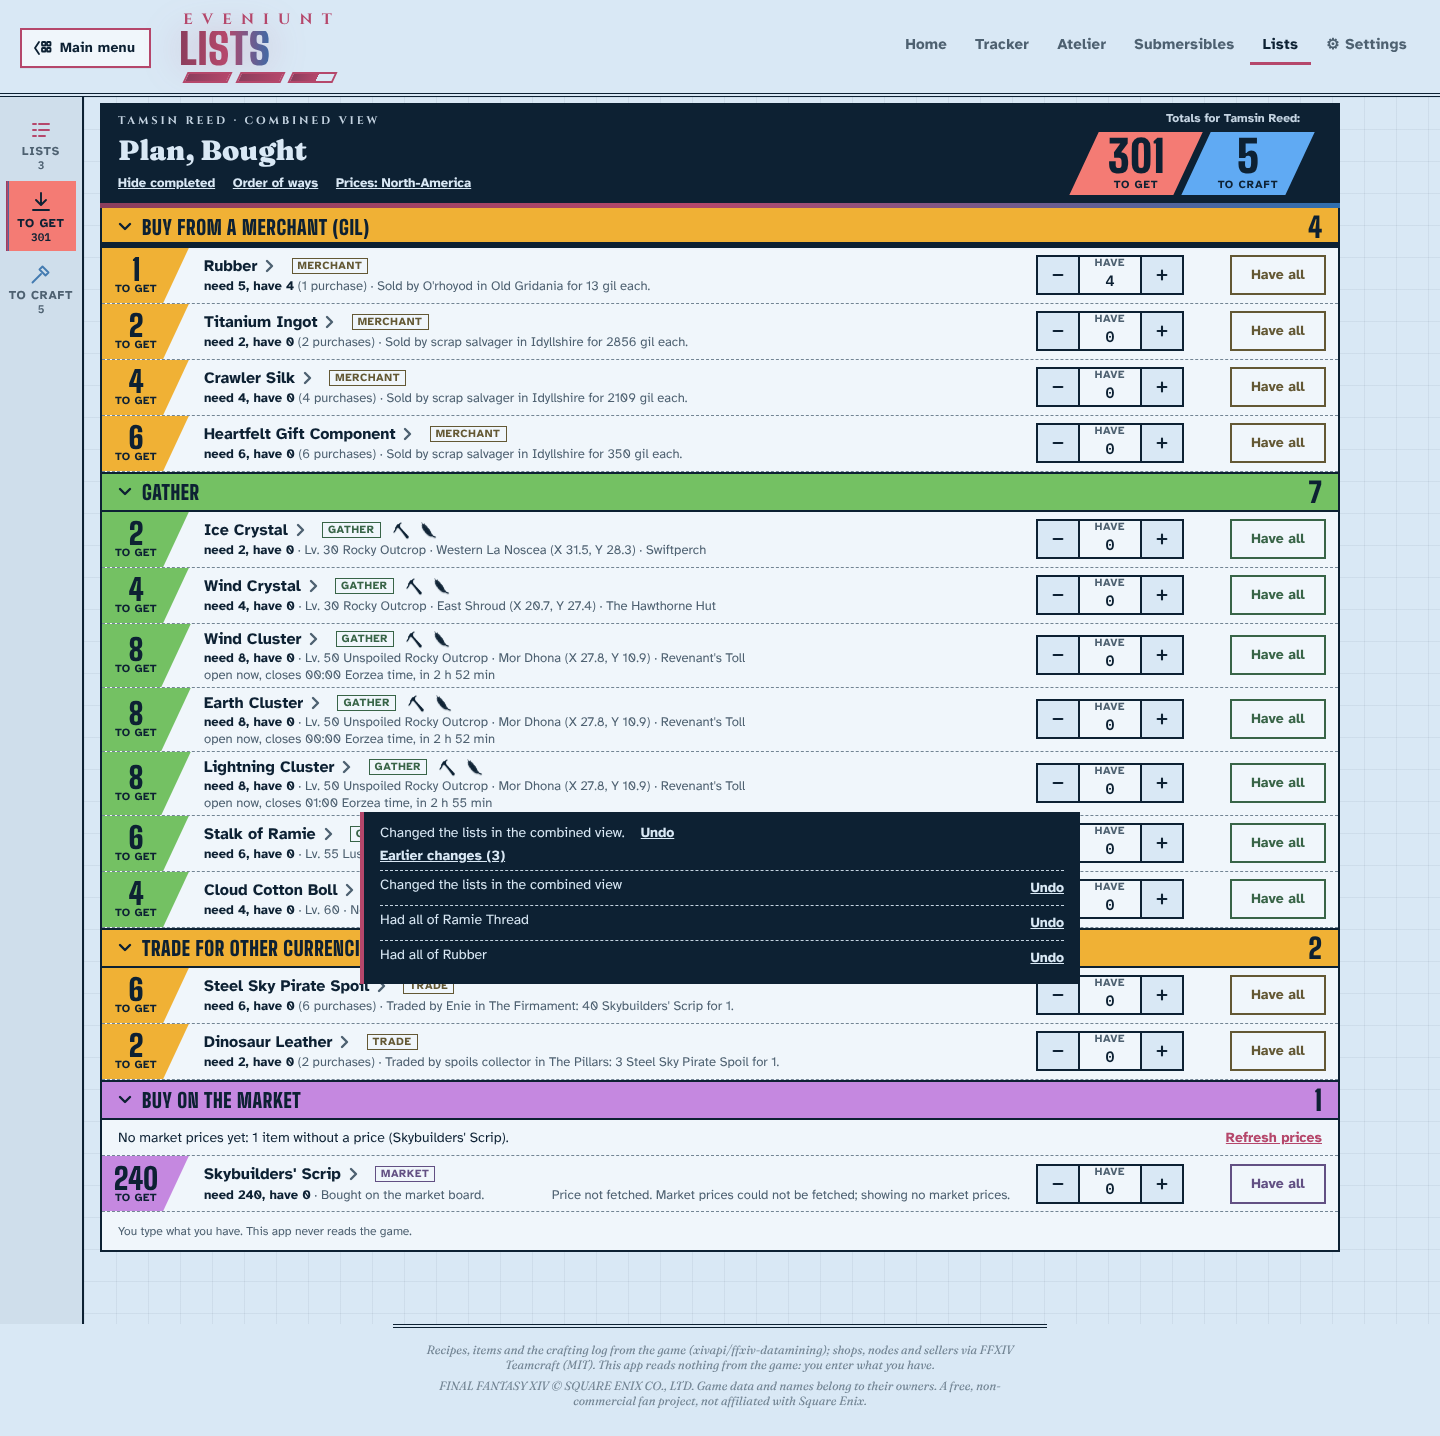 Main menu
EVENIUNT
LISTS
Home
Tracker
Atelier
Submersibles
Lists
⚙ Settings
LISTS
3
TO GET
301
TO CRAFT
5
TAMSIN REED · COMBINED VIEW
Plan, Bought
Hide completed
Order of ways
Prices: North-America
Totals for Tamsin Reed:
301
TO GET
5
TO CRAFT
BUY FROM A MERCHANT (GIL)
4
1
TO GET
Rubber
MERCHANT
need 5, have 4 (1 purchase) · Sold by O'rhoyod in Old Gridania for 13 gil each.
−
HAVE
4
+
Have all
2
TO GET
Titanium Ingot
MERCHANT
need 2, have 0 (2 purchases) · Sold by scrap salvager in Idyllshire for 2856 gil each.
−
HAVE
0
+
Have all
4
TO GET
Crawler Silk
MERCHANT
need 4, have 0 (4 purchases) · Sold by scrap salvager in Idyllshire for 2109 gil each.
−
HAVE
0
+
Have all
6
TO GET
Heartfelt Gift Component
MERCHANT
need 6, have 0 (6 purchases) · Sold by scrap salvager in Idyllshire for 350 gil each.
−
HAVE
0
+
Have all
GATHER
7
2
TO GET
Ice Crystal
GATHER
need 2, have 0 · Lv. 30 Rocky Outcrop · Western La Noscea (X 31.5, Y 28.3) · Swiftperch
−
HAVE
0
+
Have all
4
TO GET
Wind Crystal
GATHER
need 4, have 0 · Lv. 30 Rocky Outcrop · East Shroud (X 20.7, Y 27.4) · The Hawthorne Hut
−
HAVE
0
+
Have all
8
TO GET
Wind Cluster
GATHER
need 8, have 0 · Lv. 50 Unspoiled Rocky Outcrop · Mor Dhona (X 27.8, Y 10.9) · Revenant's Toll
open now, closes 00:00 Eorzea time, in 2 h 52 min
−
HAVE
0
+
Have all
8
TO GET
Earth Cluster
GATHER
need 8, have 0 · Lv. 50 Unspoiled Rocky Outcrop · Mor Dhona (X 27.8, Y 10.9) · Revenant's Toll
open now, closes 00:00 Eorzea time, in 2 h 52 min
−
HAVE
0
+
Have all
8
TO GET
Lightning Cluster
GATHER
need 8, have 0 · Lv. 50 Unspoiled Rocky Outcrop · Mor Dhona (X 27.8, Y 10.9) · Revenant's Toll
open now, closes 01:00 Eorzea time, in 2 h 55 min
−
HAVE
0
+
Have all
6
TO GET
Stalk of Ramie
need 6, have 0 · Lv. 55 Lus
HAVE
0
+
Have all
4
TO GET
Cloud Cotton Boll
need 4, have 0 · Lv. 60 · N
HAVE
0
+
Have all
Changed the lists in the combined view. Undo
Earlier changes (3)
Changed the lists in the combined view
Undo
Had all of Ramie Thread
Undo
Had all of Rubber
Undo
TRADE FOR OTHER CURRENCI
2
6
TO GET
Steel Sky Pirate Spoil
TRADE
need 6, have 0 (6 purchases) · Traded by Enie in The Firmament: 40 Skybuilders' Scrip for 1.
−
HAVE
0
+
Have all
2
TO GET
Dinosaur Leather
TRADE
need 2, have 0 (2 purchases) · Traded by spoils collector in The Pillars: 3 Steel Sky Pirate Spoil for 1.
−
HAVE
0
+
Have all
BUY ON THE MARKET
1
No market prices yet: 1 item without a price (Skybuilders' Scrip).
Refresh prices
240
TO GET
Skybuilders' Scrip
MARKET
need 240, have 0 · Bought on the market board.
Price not fetched. Market prices could not be fetched; showing no market prices.
−
HAVE
0
+
Have all
You type what you have. This app never reads the game.
Recipes, items and the crafting log from the game (xivapi/ffxiv-datamining); shops, nodes and sellers via FFXIV
Teamcraft (MIT). This app reads nothing from the game: you enter what you have.
FINAL FANTASY XIV © SQUARE ENIX CO., LTD. Game data and names belong to their owners. A free, non-
commercial fan project, not affiliated with Square Enix.